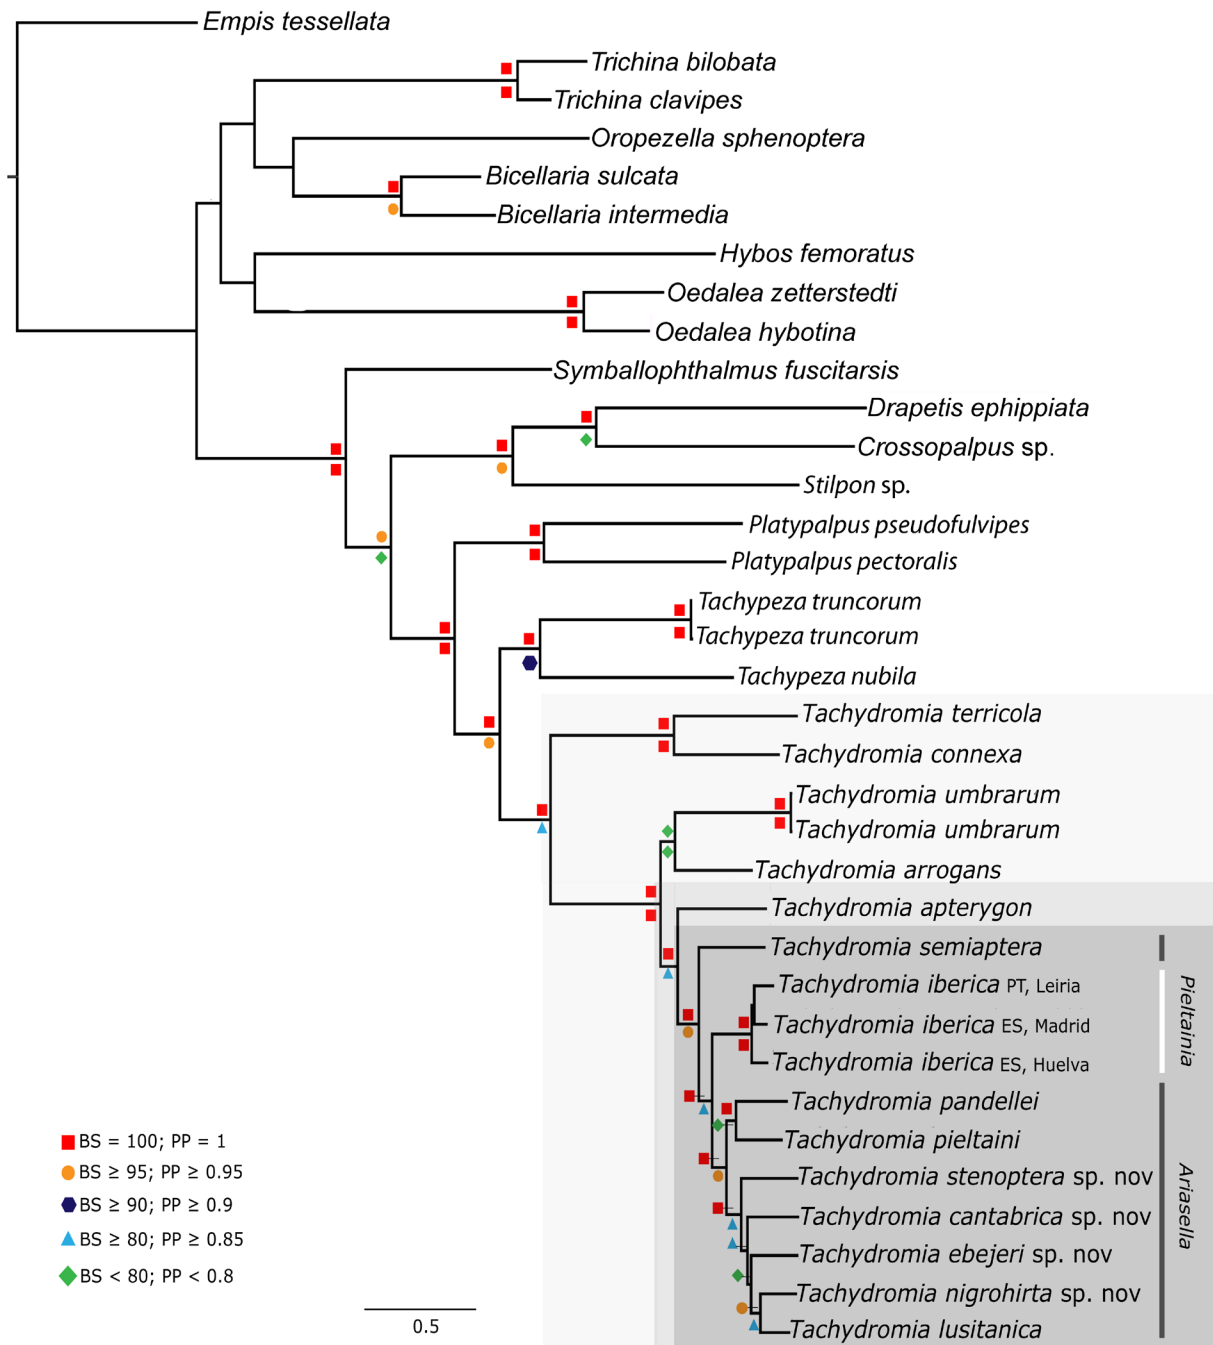 Empis tessellata
Trichina bilobata
Trichina clavipes
Oropezella sphenoptera
Bicellaria sulcata
Bicellaria intermedia
Hybos femoratus
Oedalea zetterstedti
Oedalea hybotina
Symballophthalmus fuscitarsis
Drapetis ephippiata
Crossopalpus sp.
Stilpon sp.
Platypalpus pseudofulvipes
Platypalpus pectoralis
Tachypeza truncorum
Tachypeza truncorum
Tachypeza nubila
Tachydromia terricola
Tachydromia connexa
Tachydromia umbrarum
Tachydromia umbrarum
Tachydromia arrogans
Tachydromia apterygon
Tachydromia semiaptera
Tachydromia iberica PT, Leiria
Tachydromia iberica ES, Madrid
Tachydromia iberica ES, Huelva
Pieltainia
Tachydromia pandellei
Tachydromia pieltaini
Tachydromia stenoptera sp. nov
Tachydromia cantabrica sp. nov
Tachydromia ebejeri sp. nov
Tachydromia nigrohirta sp. nov
Tachydromia lusitanica
Ariasella
BS = 100; PP = 1
BS ≥ 95; PP ≥ 0.95
BS ≥ 90; PP ≥ 0.9
BS ≥ 80; PP ≥ 0.85
BS < 80; PP < 0.8
0.5